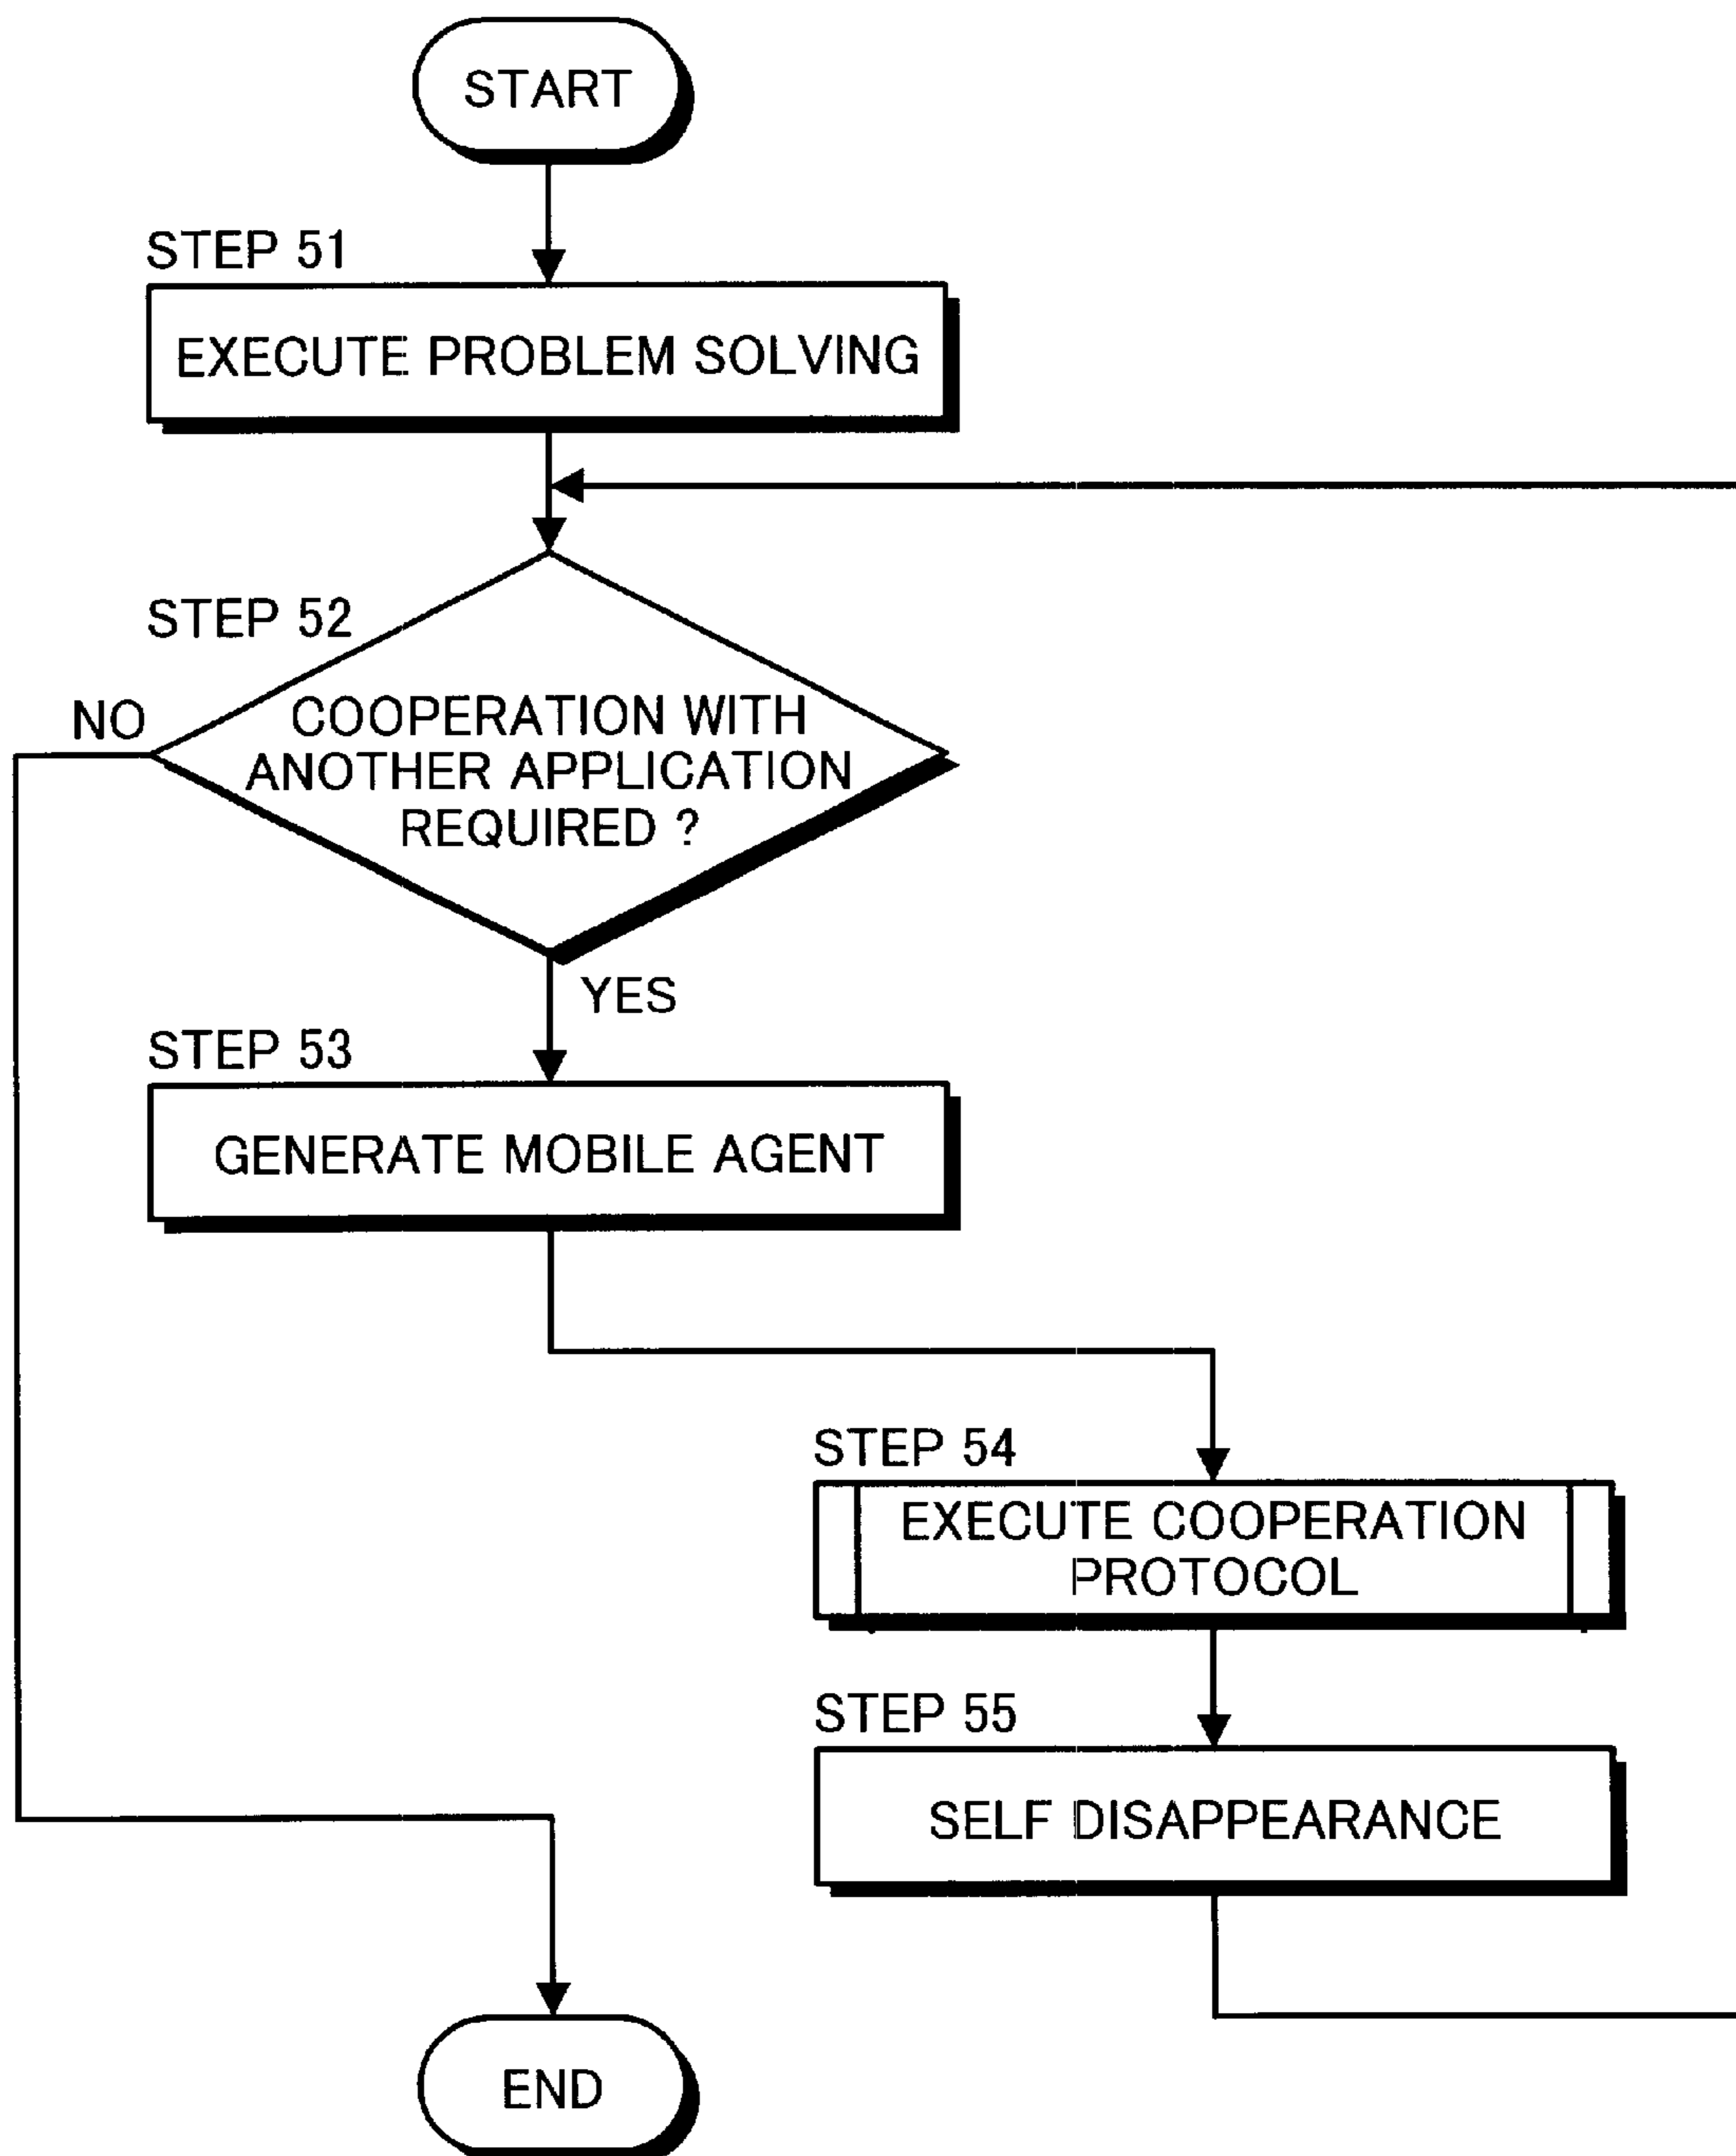 START
STEP 51
EXECUTE PROBLEM SOLVING
STEP 52
NO
COOPERATION WITH
ANOTHER APPLICATION
REQUIRED ?
YES
STEP 53
GENERATE MOBILE AGENT
STEP 54
EXECUTE COOPERATION
PROTOCOL
STEP 55
SELF DISAPPEARANCE
END